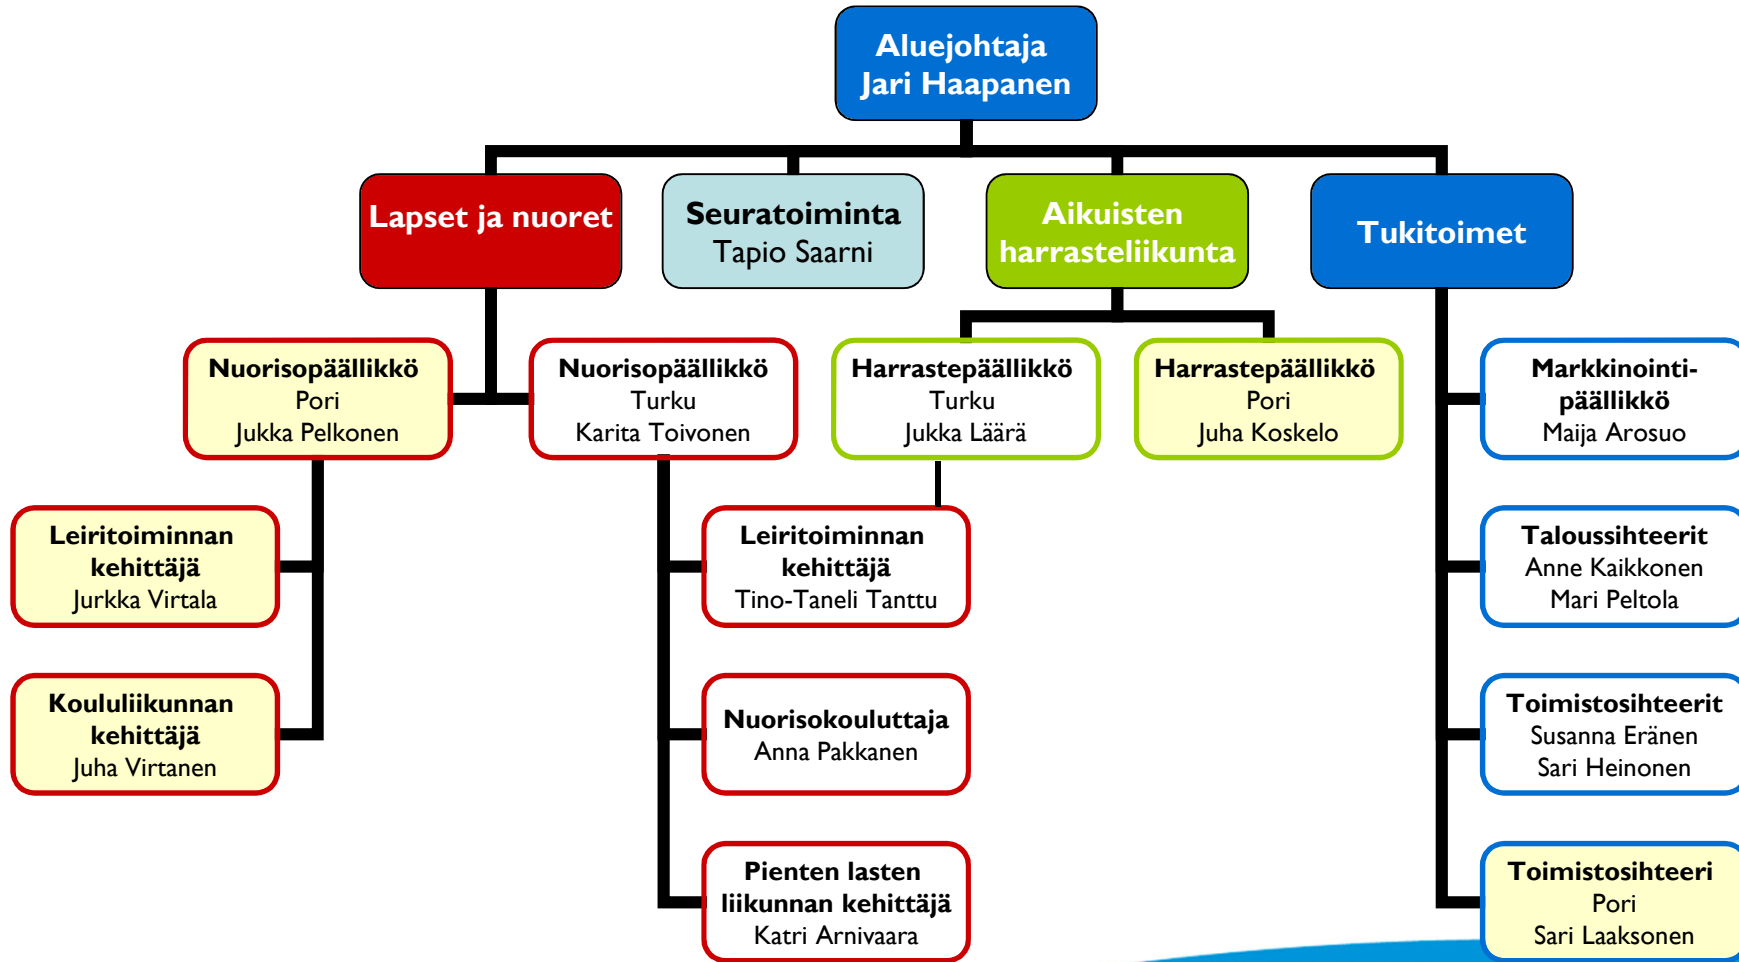 Aluejohtaja
Jari Haapanen
Lapset ja nuoret
Seuratoiminta
Tapio Saarni
Aikuisten
harrasteliikunta
Tukitoimet
Nuorisopäällikkö
Pori
Jukka Pelkonen
Nuorisopäällikkö
Turku
Karita Toivonen
Harrastepäällikkö
Turku
Jukka Läärä
Harrastepäällikkö
Pori
Juha Koskelo
Markkinointi-
päällikkö
Maija Arosuo
Leiritoiminnan
kehittäjä
Jurkka Virtala
Leiritoiminnan
kehittäjä
Tino-Taneli Tanttu
Taloussihteerit
Anne Kaikkonen
Mari Peltola
Koululiikunnan
kehittäjä
Juha Virtanen
Nuorisokouluttaja
Anna Pakkanen
Toimistosihteerit
Susanna Eränen
Sari Heinonen
Pienten lasten
liikunnan kehittäjä
Katri Arnivaara
Toimistosihteeri
Pori
Sari Laaksonen